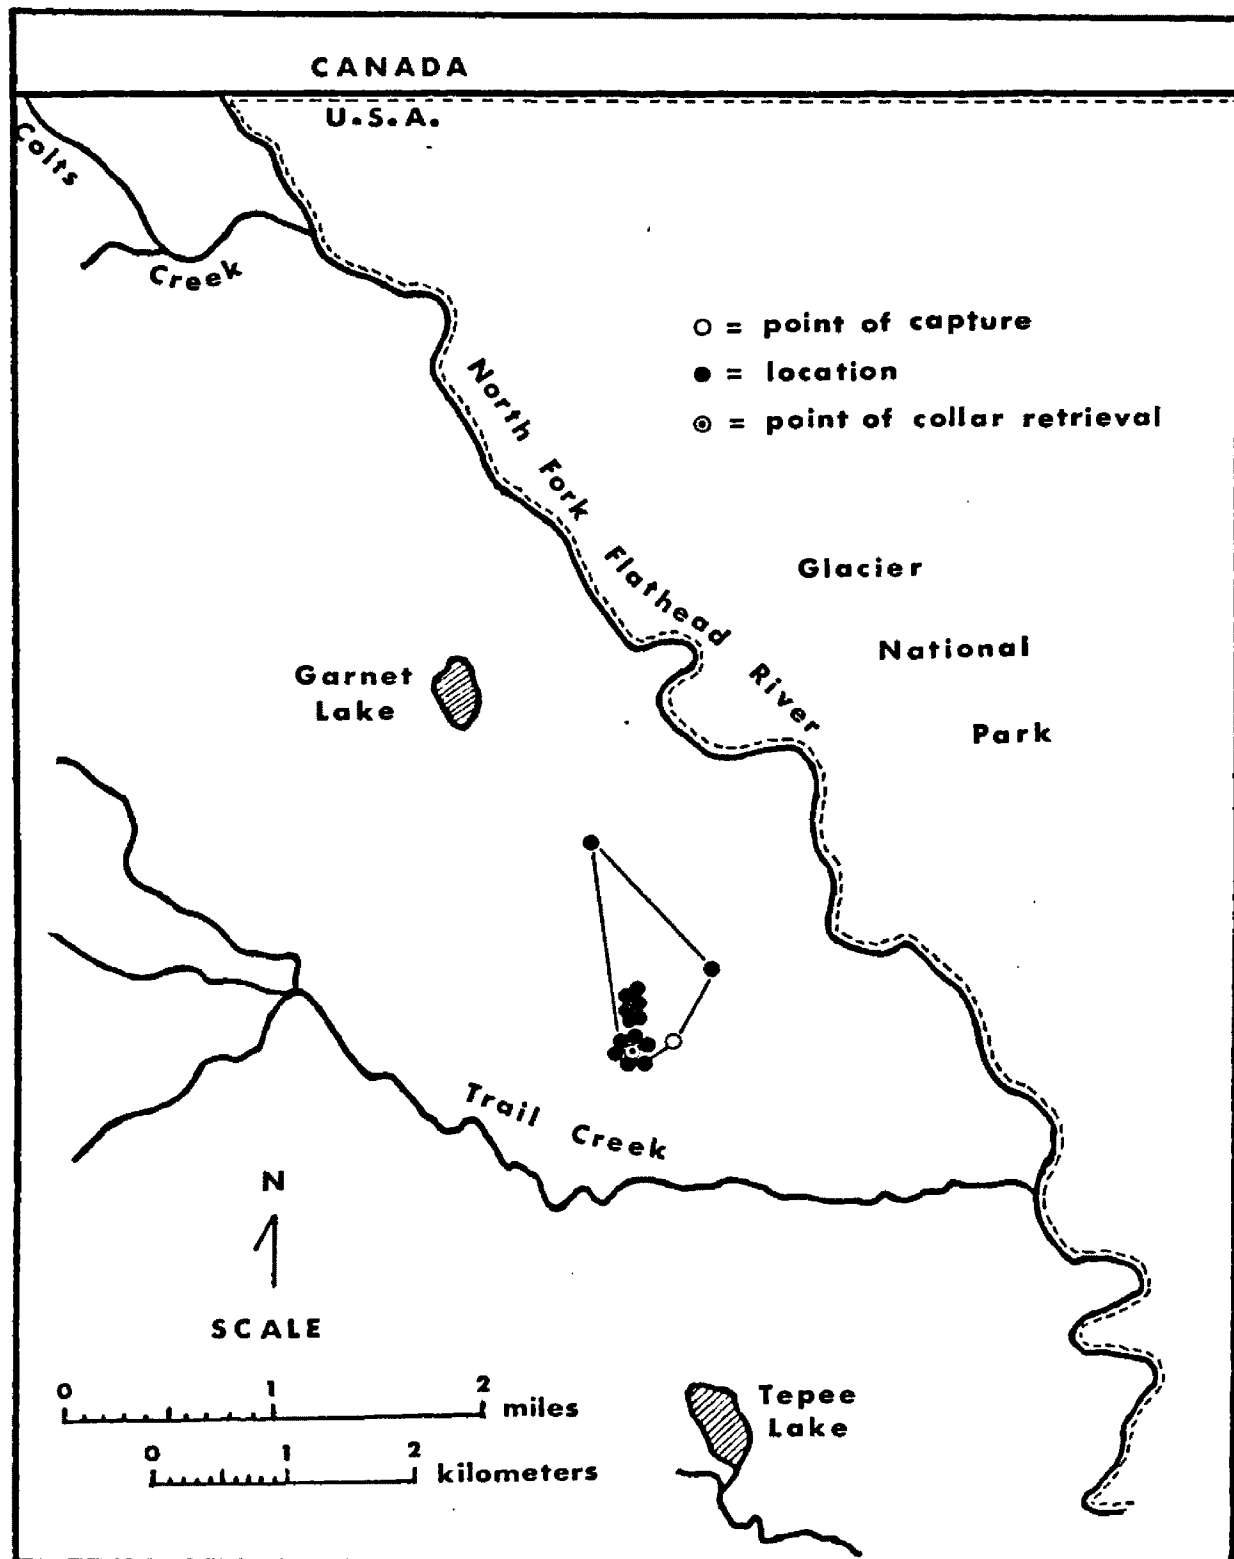 CANADA
U.S.A.
Colts
Creek
○ = point of capture
● = location
⊙ = point of collar retrieval
North Fork Flathead River
Glacier
National
Park
Garnet
Lake
Trail Creek
N
SCALE
0 1 2 miles
0 1 2 kilometers
Tepee
Lake